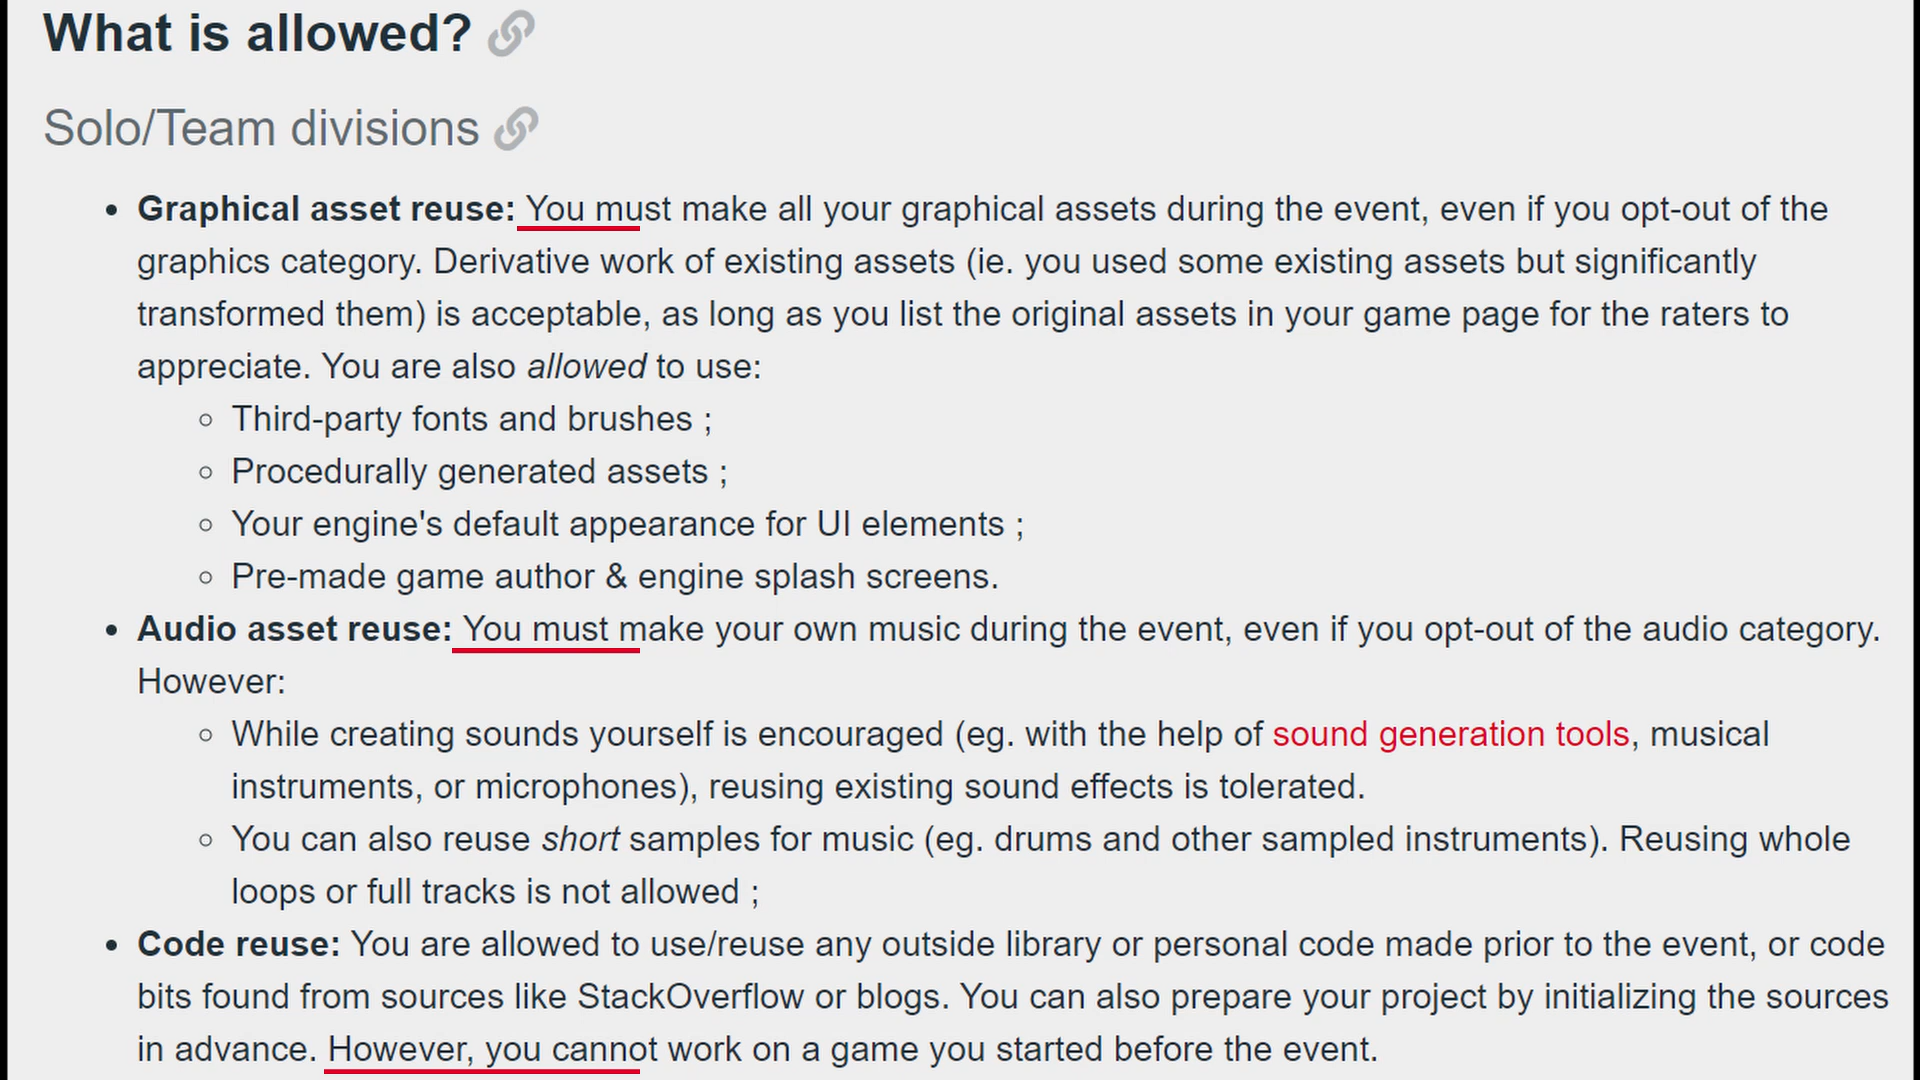 What is allowed?
Solo/Team divisions
• Graphical asset reuse: You must make all your graphical assets during the event, even if you opt-out of the
graphics category. Derivative work of existing assets (ie. you used some existing assets but significantly
transformed them) is acceptable, as long as you list the original assets in your game page for the raters to
appreciate. You are also allowed to use:
◦ Third-party fonts and brushes ;
◦ Procedurally generated assets ;
◦ Your engine's default appearance for UI elements ;
◦ Pre-made game author & engine splash screens.
• Audio asset reuse: You must make your own music during the event, even if you opt-out of the audio category.
However:
◦ While creating sounds yourself is encouraged (eg. with the help of sound generation tools, musical
instruments, or microphones), reusing existing sound effects is tolerated.
◦ You can also reuse short samples for music (eg. drums and other sampled instruments). Reusing whole
loops or full tracks is not allowed ;
• Code reuse: You are allowed to use/reuse any outside library or personal code made prior to the event, or code
bits found from sources like StackOverflow or blogs. You can also prepare your project by initializing the sources
in advance. However, you cannot work on a game you started before the event.